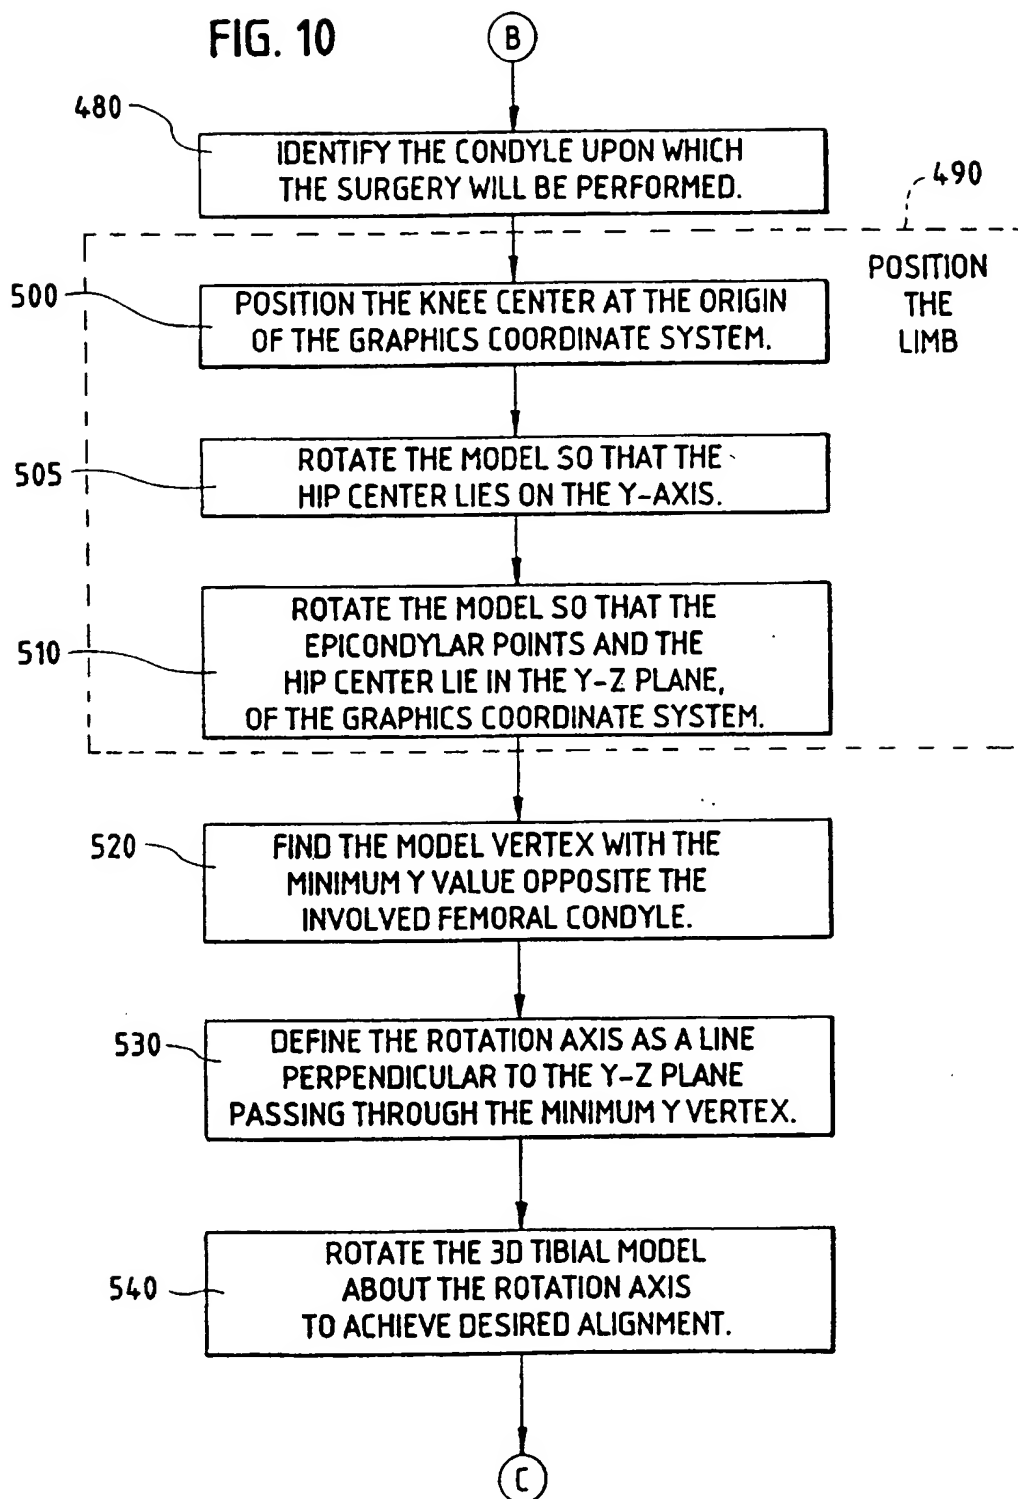 FIG. 10
B
480
IDENTIFY THE CONDYLE UPON WHICH
THE SURGERY WILL BE PERFORMED.
490
POSITION
THE
LIMB
500
POSITION THE KNEE CENTER AT THE ORIGIN
OF THE GRAPHICS COORDINATE SYSTEM.
505
ROTATE THE MODEL SO THAT THE
HIP CENTER LIES ON THE Y-AXIS.
510
ROTATE THE MODEL SO THAT THE
EPICONDYLAR POINTS AND THE
HIP CENTER LIE IN THE Y-Z PLANE,
OF THE GRAPHICS COORDINATE SYSTEM.
520
FIND THE MODEL VERTEX WITH THE
MINIMUM Y VALUE OPPOSITE THE
INVOLVED FEMORAL CONDYLE.
530
DEFINE THE ROTATION AXIS AS A LINE
PERPENDICULAR TO THE Y-Z PLANE
PASSING THROUGH THE MINIMUM Y VERTEX.
540
ROTATE THE 3D TIBIAL MODEL
ABOUT THE ROTATION AXIS
TO ACHIEVE DESIRED ALIGNMENT.
C